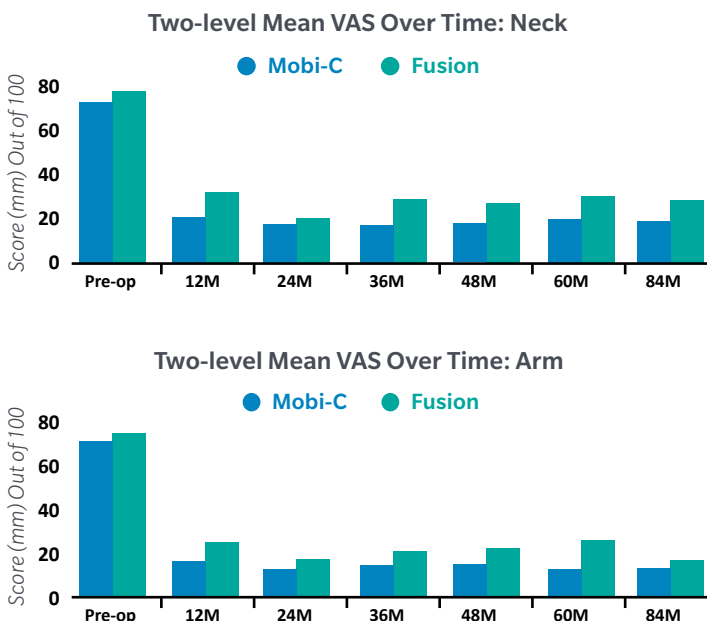 Two-level Mean VAS Over Time: Neck
Mobi-C Fusion
Score (mm) Out of 100
80
60
40
20
0
Pre-op 12M 24M 36M 48M 60M 84M
Two-level Mean VAS Over Time: Arm
Mobi-C Fusion
Score (mm) Out of 100
80
60
40
20
0
Pre-op 12M 24M 36M 48M 60M 84M